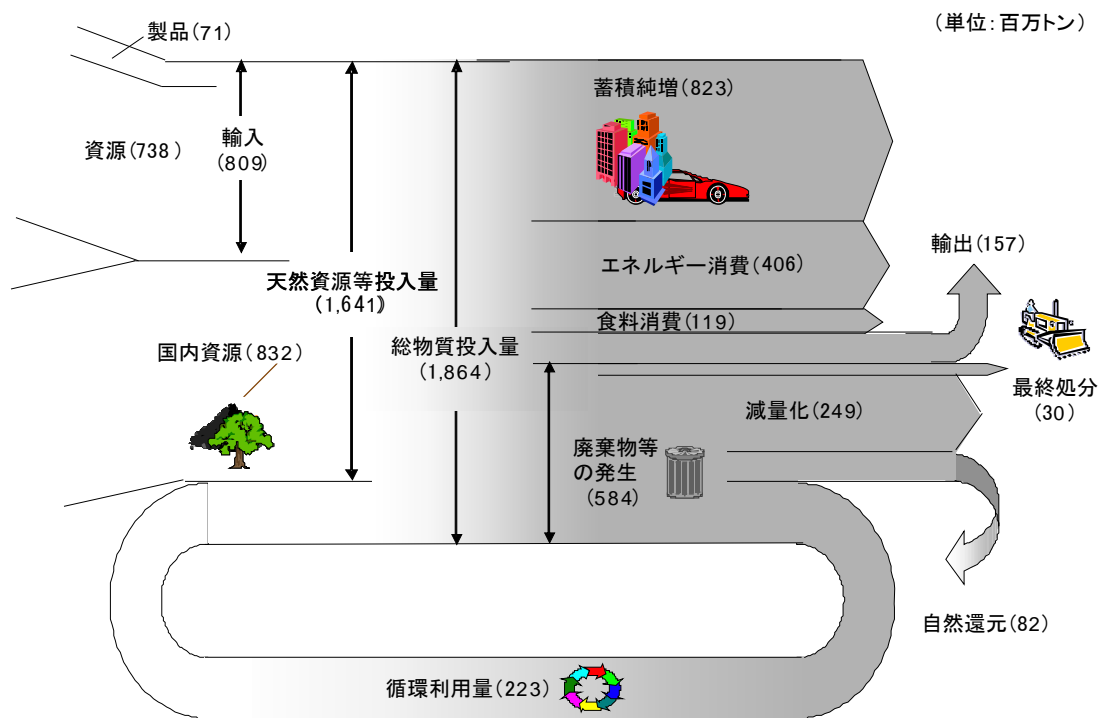 (単位:百万トン)
製品(71)
蓄積純増(823)
輸入
(809)
資源(738)
輸出(157)
エネルギー消費(406)
天然資源等投入量
(1,641)
食料消費(119)
総物質投入量
(1,864)
国内資源(832)
最終処分
(30)
減量化(249)
廃棄物等
の発生
(584)
自然還元(82)
循環利用量(223)